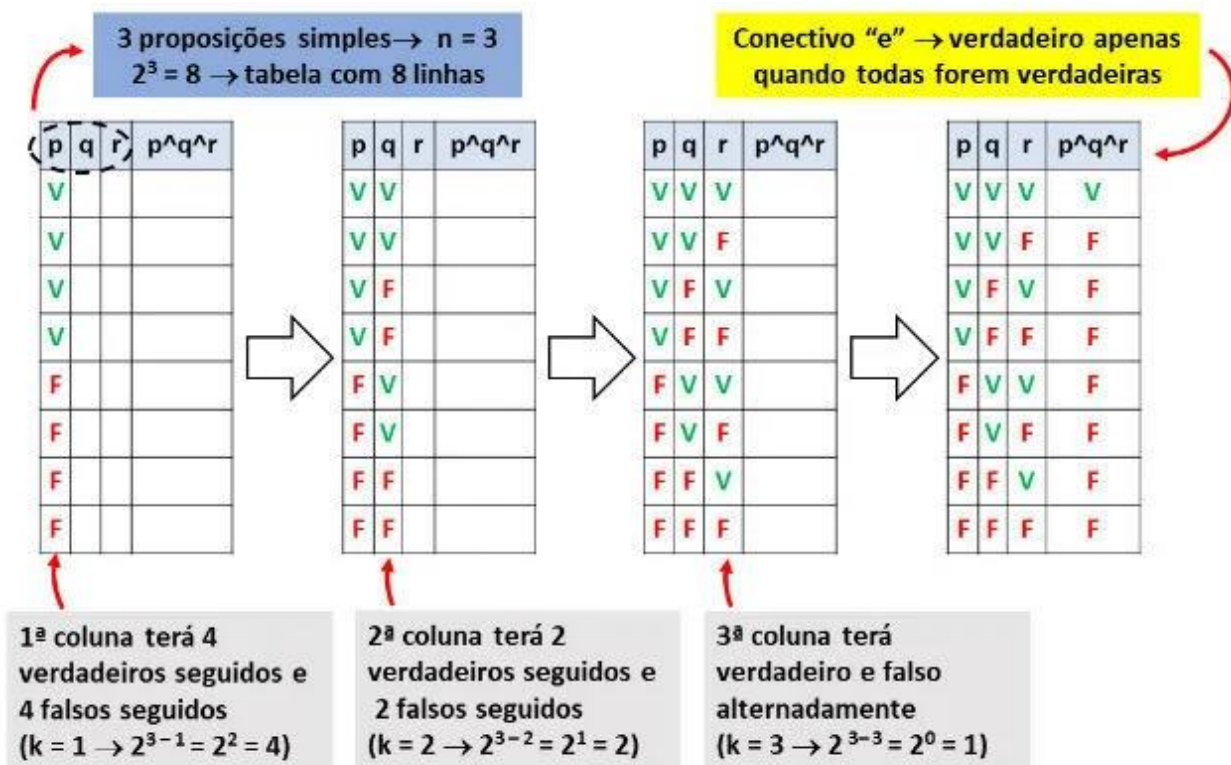 3 proposições simples→ n = 3
2³ = 8 → tabela com 8 linhas
Conectivo “e” → verdadeiro apenas
quando todas forem verdadeiras
p q r p^q^r
V
V
V
V
F
F
F
F
p q r p^q^r
V V
V V
V F
V F
F V
F V
F F
F F
p q r p^q^r
V V V
V V F
V F V
V F F
F V V
F V F
F F V
F F F
p q r p^q^r
V V V V
V V F F
V F V F
V F F F
F V V F
F V F F
F F V F
F F F F
1ª coluna terá 4
verdadeiros seguidos e
4 falsos seguidos
(k = 1 → 2³⁻¹ = 2² = 4)
2ª coluna terá 2
verdadeiros seguidos e
2 falsos seguidos
(k = 2 → 2³⁻² = 2¹ = 2)
3ª coluna terá
verdadeiro e falso
alternadamente
(k = 3 → 2³⁻³ = 2⁰ = 1)